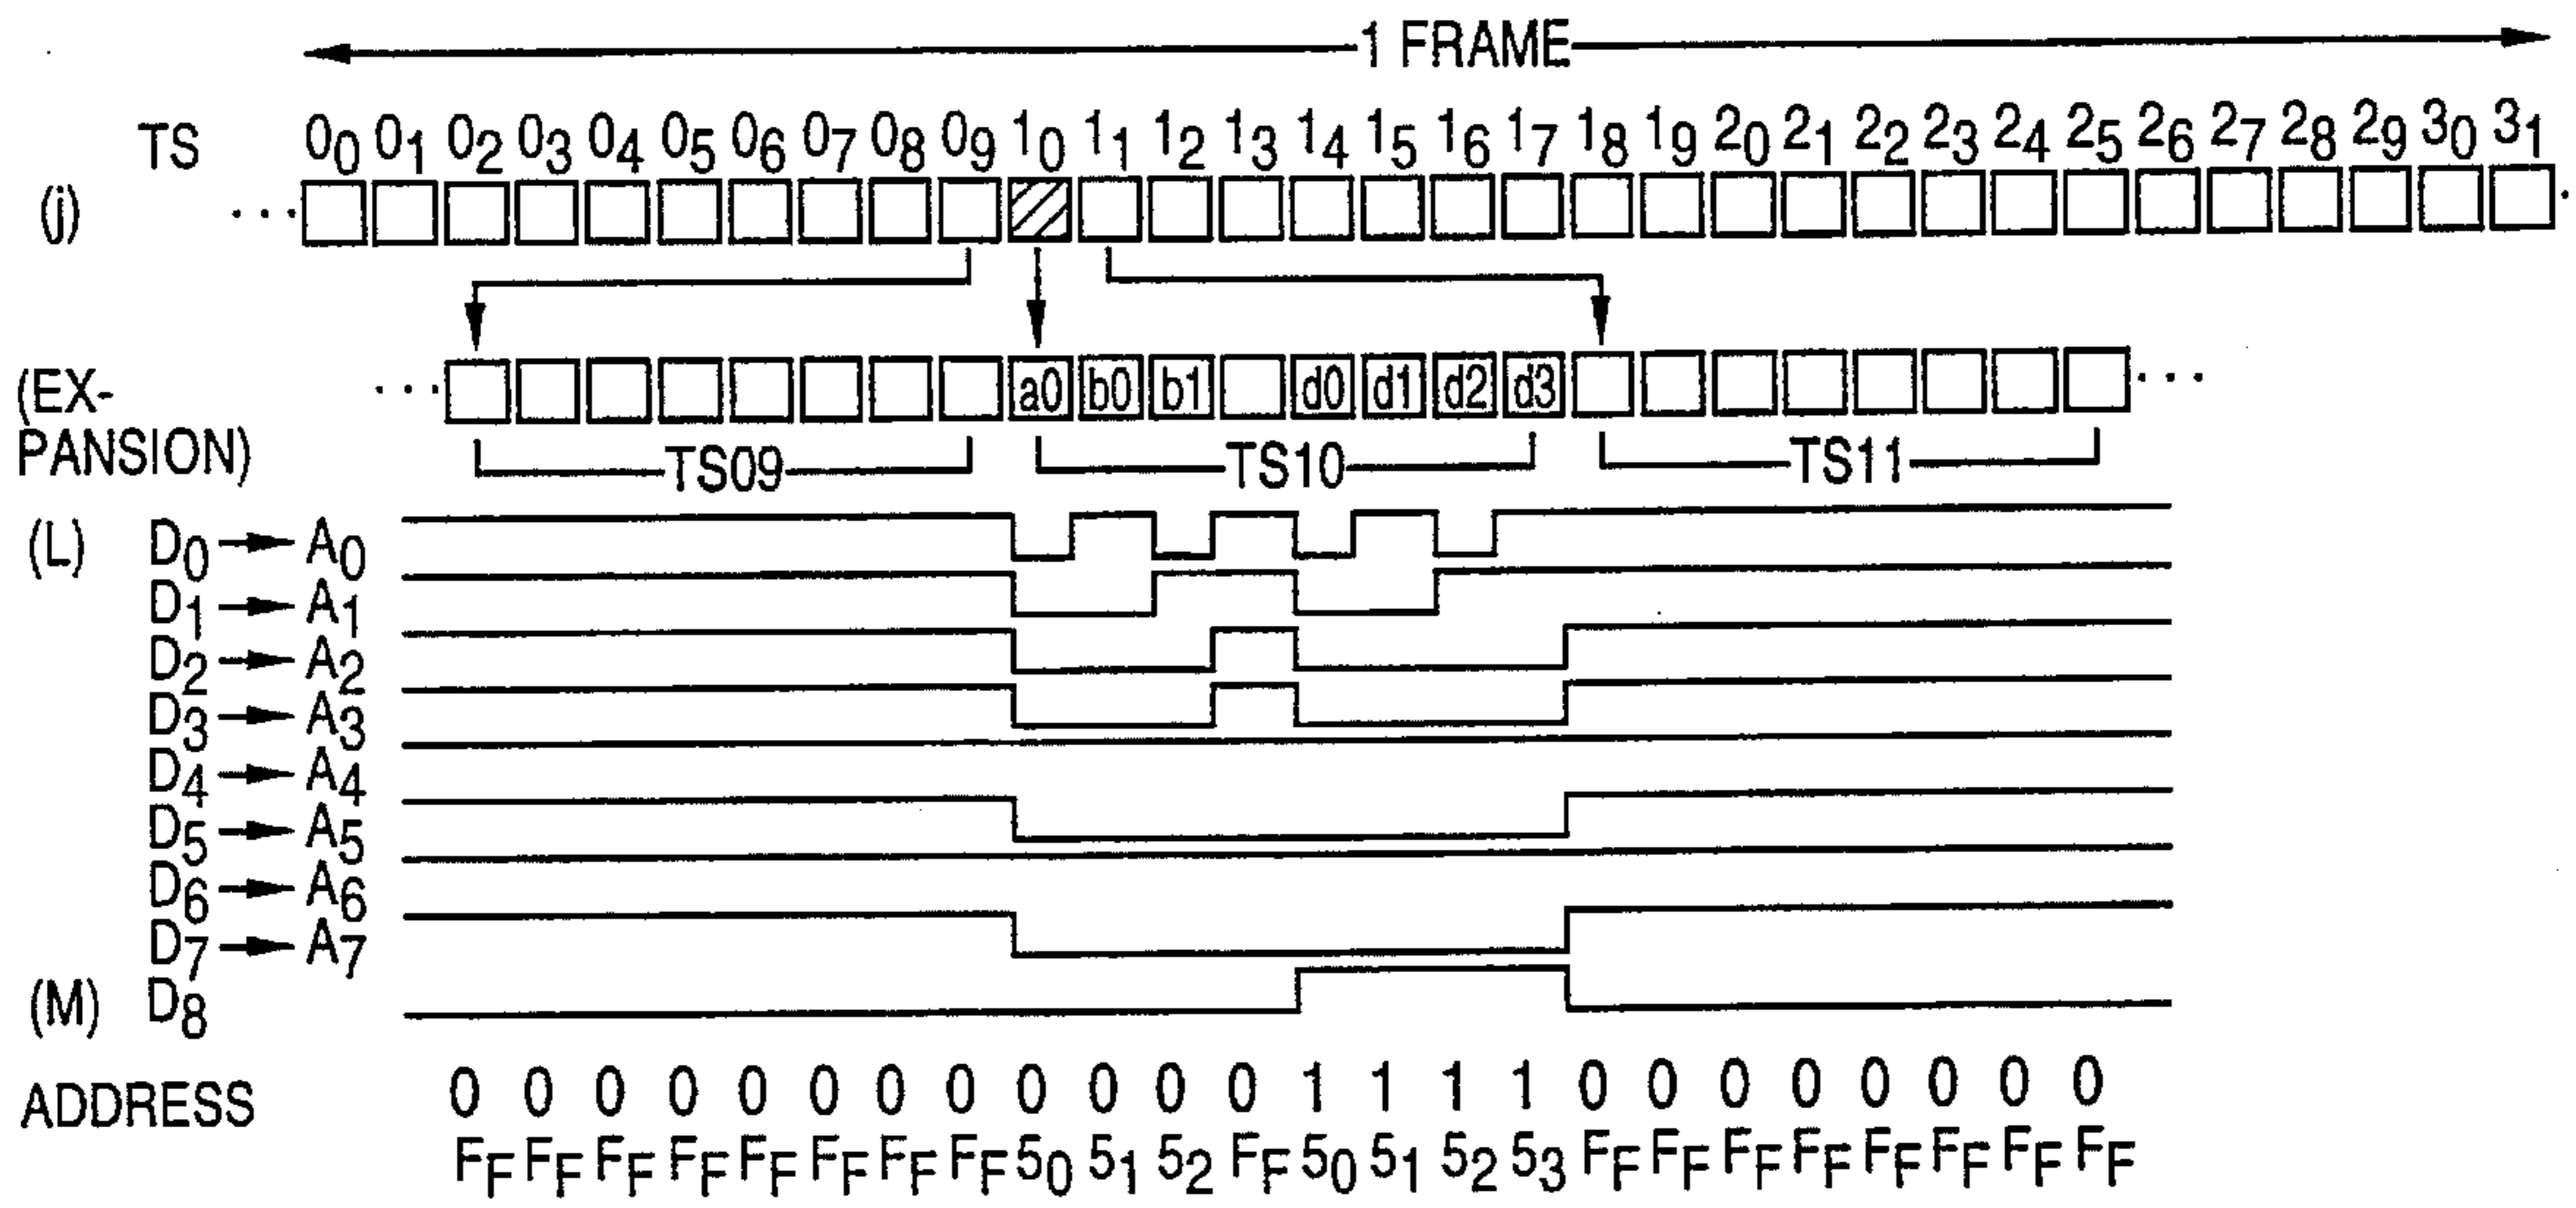 1 FRAME
TS 00 01 02 03 04 05 06 07 08 09 10 11 12 13 14 15 16 17 18 19 20 21 22 23 24 25 26 27 28 29 30 31
(j)
(EX-
PANSION)
a0 b0 b1 d0 d1 d2 d3
TS09 TS10 TS11
(L) D0 → A0
D1 → A1
D2 → A2
D3 → A3
D4 → A4
D5 → A5
D6 → A6
D7 → A7
(M) D8
ADDRESS 0 0 0 0 0 0 0 0 0 0 0 0 1 1 1 1 0 0 0 0 0 0 0 0
FF FF FF FF FF FF FF FF 50 51 52 FF 50 51 52 53 FF FF FF FF FF FF FF FF